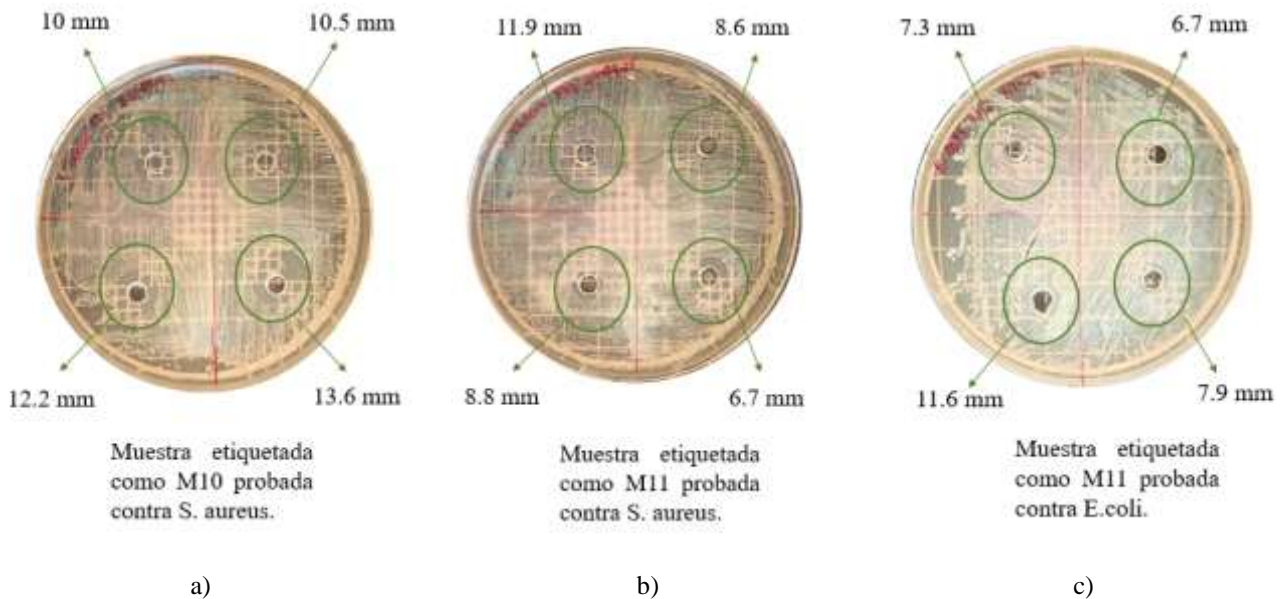 10 mm
10.5 mm
12.2 mm
13.6 mm
Muestra etiquetada
como M10 probada
contra S. aureus.
a)
11.9 mm
8.6 mm
8.8 mm
6.7 mm
Muestra etiquetada
como M11 probada
contra S. aureus.
b)
7.3 mm
6.7 mm
11.6 mm
7.9 mm
Muestra etiquetada
como M11 probada
contra E.coli.
c)